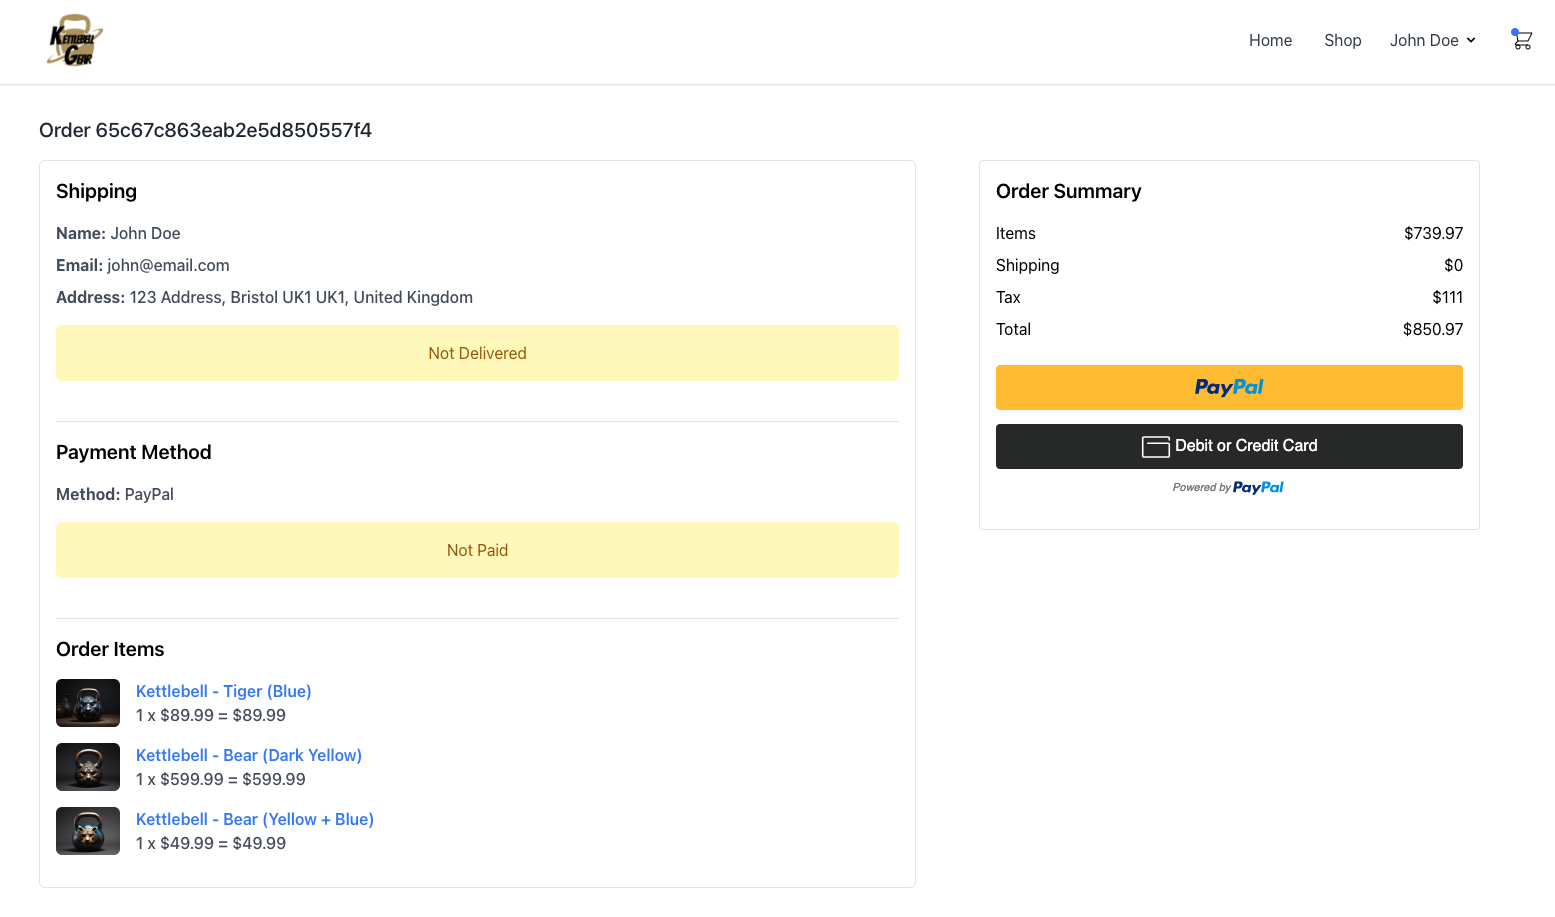 KETTLEBELL
GEAR
Home
Shop
John Doe
Order 65c67c863eab2e5d850557f4
Shipping
Name: John Doe
Email: john@email.com
Address: 123 Address, Bristol UK1 UK1, United Kingdom
Not Delivered
Payment Method
Method: PayPal
Not Paid
Order Items
Kettlebell - Tiger (Blue)
1 x $89.99 = $89.99
Kettlebell - Bear (Dark Yellow)
1 x $599.99 = $599.99
Kettlebell - Bear (Yellow + Blue)
1 x $49.99 = $49.99
Order Summary
Items $739.97
Shipping $0
Tax $111
Total $850.97
PayPal
Debit or Credit Card
Powered by PayPal